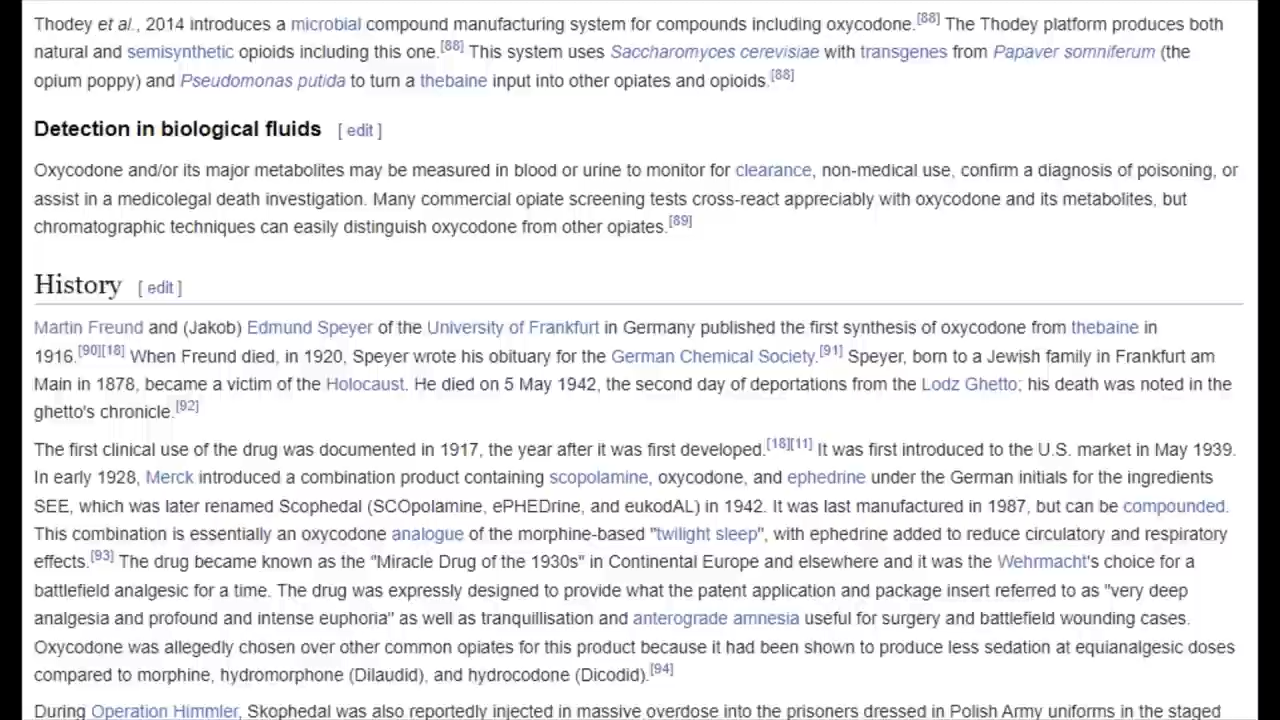 Thodey et al., 2014 introduces a microbial compound manufacturing system for compounds including oxycodone.[88] The Thodey platform produces both
natural and semisynthetic opioids including this one.[88] This system uses Saccharomyces cerevisiae with transgenes from Papaver somniferum (the
opium poppy) and Pseudomonas putida to turn a thebaine input into other opiates and opioids.[88]
Detection in biological fluids [ edit ]
Oxycodone and/or its major metabolites may be measured in blood or urine to monitor for clearance, non-medical use, confirm a diagnosis of poisoning, or
assist in a medicolegal death investigation. Many commercial opiate screening tests cross-react appreciably with oxycodone and its metabolites, but
chromatographic techniques can easily distinguish oxycodone from other opiates.[89]
History [ edit ]
Martin Freund and (Jakob) Edmund Speyer of the University of Frankfurt in Germany published the first synthesis of oxycodone from thebaine in
1916.[90][18] When Freund died, in 1920, Speyer wrote his obituary for the German Chemical Society.[91] Speyer, born to a Jewish family in Frankfurt am
Main in 1878, became a victim of the Holocaust. He died on 5 May 1942, the second day of deportations from the Lodz Ghetto; his death was noted in the
ghetto's chronicle.[92]
The first clinical use of the drug was documented in 1917, the year after it was first developed.[18][11] It was first introduced to the U.S. market in May 1939.
In early 1928, Merck introduced a combination product containing scopolamine, oxycodone, and ephedrine under the German initials for the ingredients
SEE, which was later renamed Scophedal (SCOpolamine, ePHEDrine, and eukodAL) in 1942. It was last manufactured in 1987, but can be compounded.
This combination is essentially an oxycodone analogue of the morphine-based "twilight sleep", with ephedrine added to reduce circulatory and respiratory
effects.[93] The drug became known as the "Miracle Drug of the 1930s" in Continental Europe and elsewhere and it was the Wehrmacht's choice for a
battlefield analgesic for a time. The drug was expressly designed to provide what the patent application and package insert referred to as "very deep
analgesia and profound and intense euphoria" as well as tranquillisation and anterograde amnesia useful for surgery and battlefield wounding cases.
Oxycodone was allegedly chosen over other common opiates for this product because it had been shown to produce less sedation at equianalgesic doses
compared to morphine, hydromorphone (Dilaudid), and hydrocodone (Dicodid).[94]
During Operation Himmler, Skophedal was also reportedly injected in massive overdose into the prisoners dressed in Polish Army uniforms in the staged